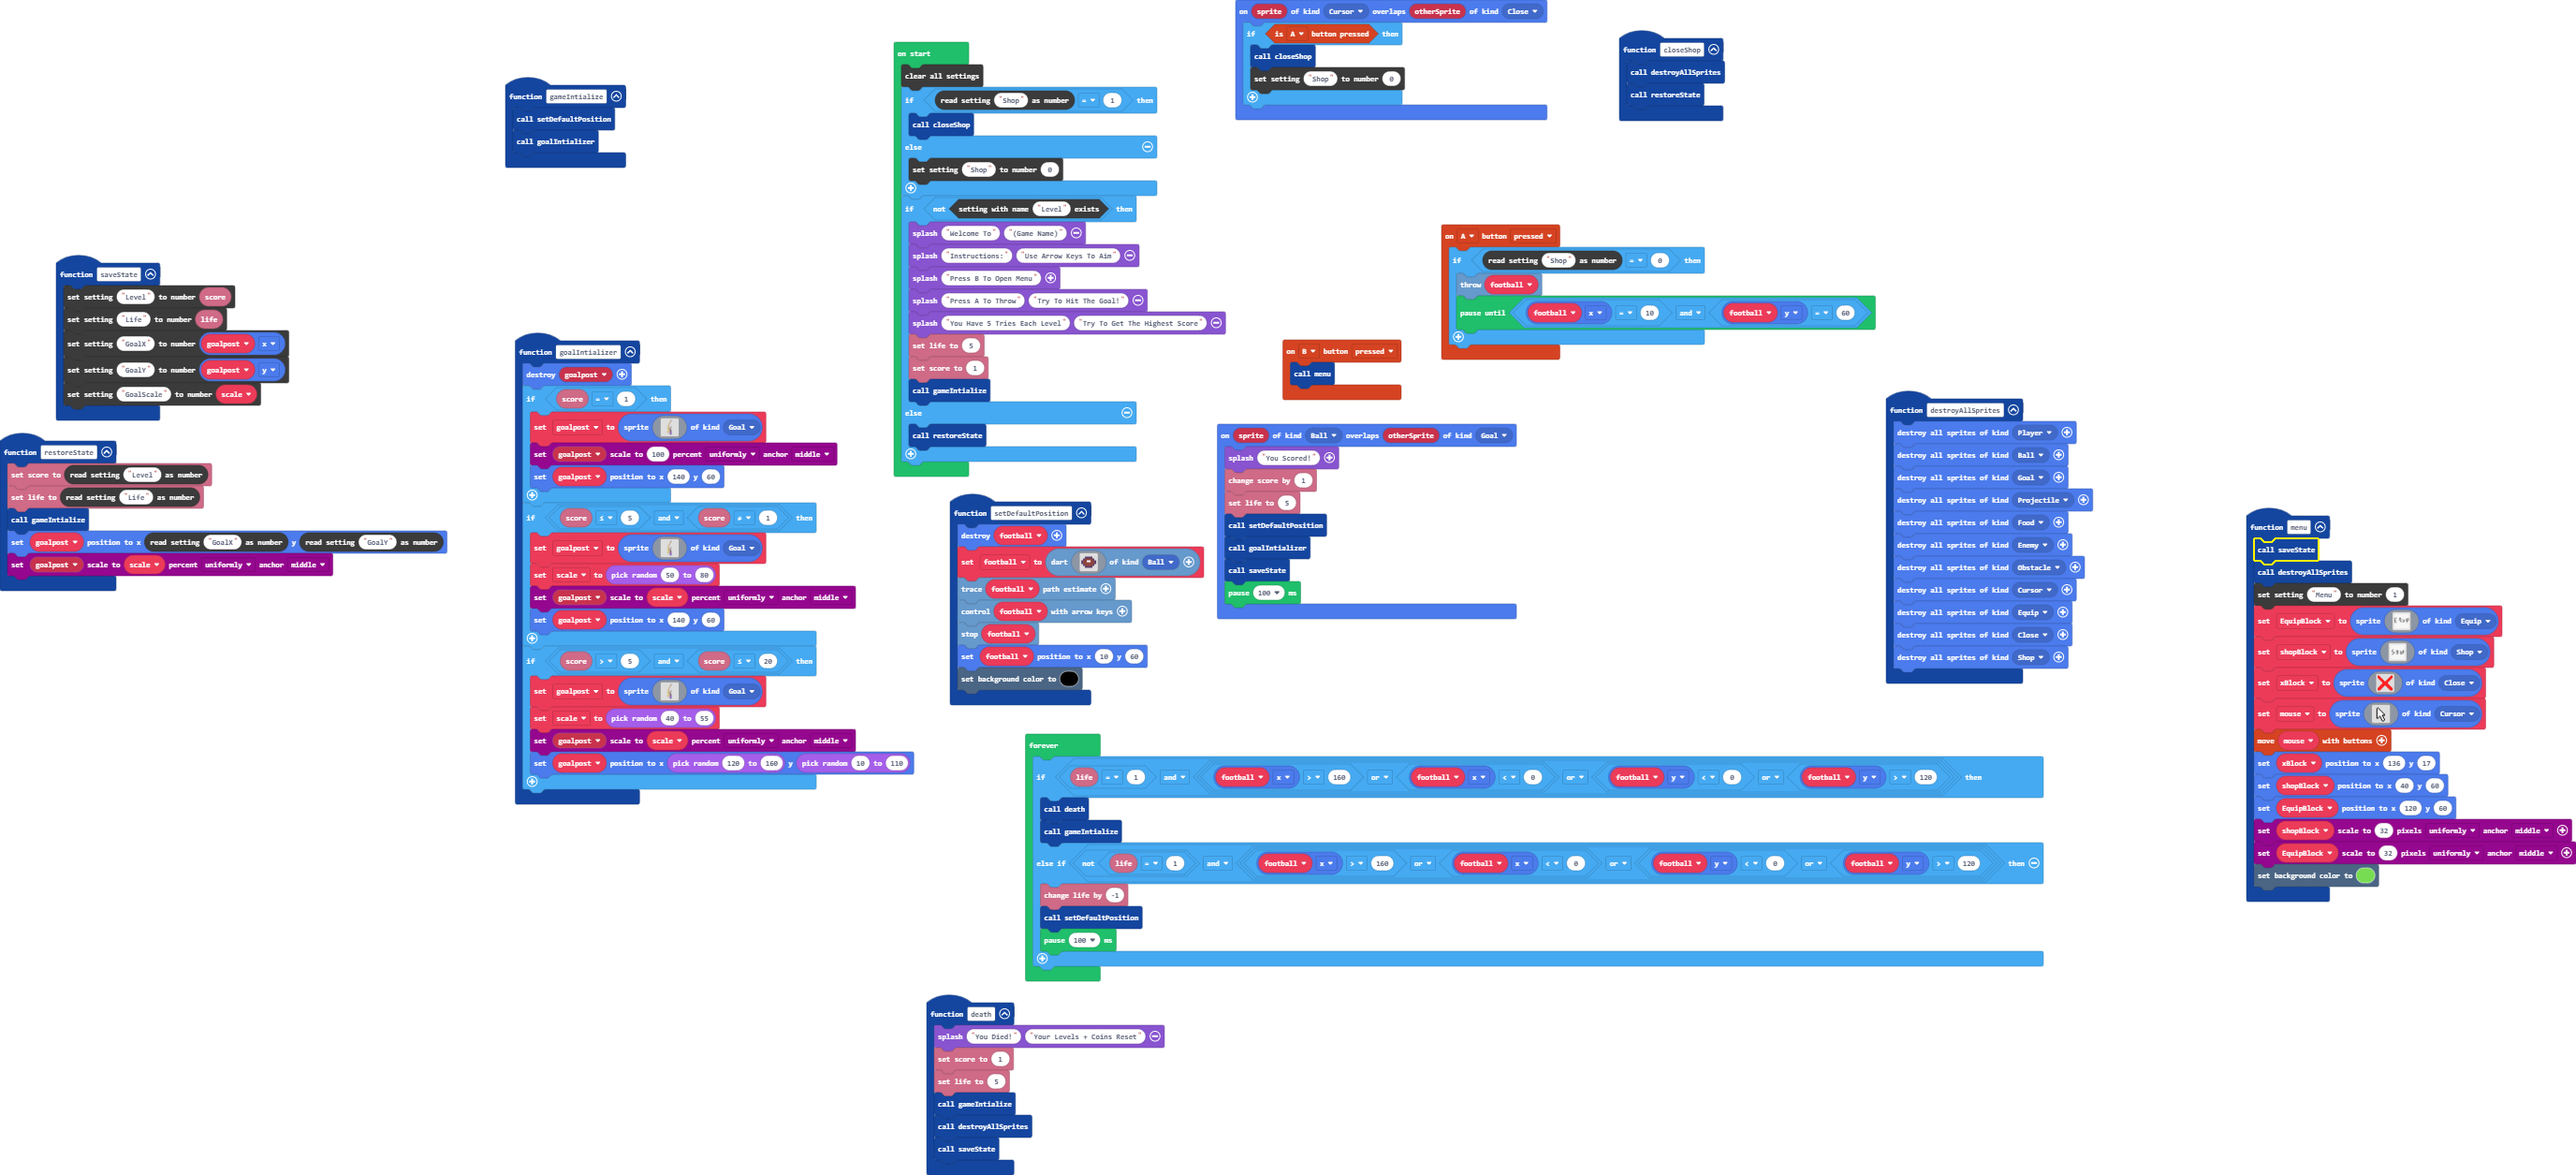 function gameIntialize
call setDefaultPosition
call goalIntializer
function saveState
set setting "Level" to number score
set setting "Life" to number life
set setting "GoalX" to number goalpost x
set setting "GoalY" to number goalpost y
set setting "GoalScale" to number scale
function restoreState
set score to read setting "Level" as number
set life to read setting "Life" as number
call gameIntialize
set goalpost position to x read setting "GoalX" as number y read setting "GoalY" as number
set goalpost scale to scale percent uniformly anchor middle
function goalIntializer
destroy goalpost
if score = 1 then
set goalpost to sprite of kind Goal
set goalpost scale to 100 percent uniformly anchor middle
set goalpost position to x 140 y 60
if score ≤ 5 and score ≠ 1 then
set goalpost to sprite of kind Goal
set scale to pick random 50 to 80
set goalpost scale to scale percent uniformly anchor middle
set goalpost position to x 140 y 60
if score > 5 and score ≤ 20 then
set goalpost to sprite of kind Goal
set scale to pick random 40 to 55
set goalpost scale to scale percent uniformly anchor middle
set goalpost position to x pick random 120 to 160 y pick random 10 to 110
on start
clear all settings
if read setting "Shop" as number = 1 then
call closeShop
else
set setting "Shop" to number 0
if not setting with name "Level" exists then
splash "Welcome To" "(Game Name)"
splash "Instructions:" "Use Arrow Keys To Aim"
splash "Press B To Open Menu"
splash "Press A To Throw" "Try To Hit The Goal!"
splash "You Have 5 Tries Each Level" "Try To Get The Highest Score"
set life to 5
set score to 1
call gameIntialize
else
call restoreState
function setDefaultPosition
destroy football
set football to dart of kind Ball
trace football path estimate
control football with arrow keys
stop football
set football position to x 10 y 60
set background color to
on sprite of kind Cursor overlaps otherSprite of kind Close
if is A button pressed then
call closeShop
set setting "Shop" to number 0
function closeShop
call destroyAllSprites
call restoreState
on A button pressed
if read setting "Shop" as number = 0 then
throw football
pause until football x = 10 and football y = 60
on B button pressed
call menu
on sprite of kind Ball overlaps otherSprite of kind Goal
splash "You Scored!"
change score by 1
set life to 5
call setDefaultPosition
call goalIntializer
call saveState
pause 100 ms
forever
if life = 1 and football x > 160 or football x < 0 or football y < 0 or football y > 120 then
call death
call gameIntialize
else if not life = 1 and football x > 160 or football x < 0 or football y < 0 or football y > 120 then
change life by -1
call setDefaultPosition
pause 100 ms
function death
splash "You Died!" "Your Levels + Coins Reset"
set score to 1
set life to 5
call gameIntialize
call destroyAllSprites
call saveState
function destroyAllSprites
destroy all sprites of kind Player
destroy all sprites of kind Ball
destroy all sprites of kind Goal
destroy all sprites of kind Projectile
destroy all sprites of kind Food
destroy all sprites of kind Enemy
destroy all sprites of kind Obstacle
destroy all sprites of kind Cursor
destroy all sprites of kind Equip
destroy all sprites of kind Close
destroy all sprites of kind Shop
function menu
call saveState
call destroyAllSprites
set setting "Menu" to number 1
set EquipBlock to sprite of kind Equip
set shopBlock to sprite of kind Shop
set xBlock to sprite of kind Close
set mouse to sprite of kind Cursor
move mouse with buttons
set xBlock position to x 136 y 17
set shopBlock position to x 40 y 60
set EquipBlock position to x 120 y 60
set shopBlock scale to 32 pixels uniformly anchor middle
set EquipBlock scale to 32 pixels uniformly anchor middle
set background color to